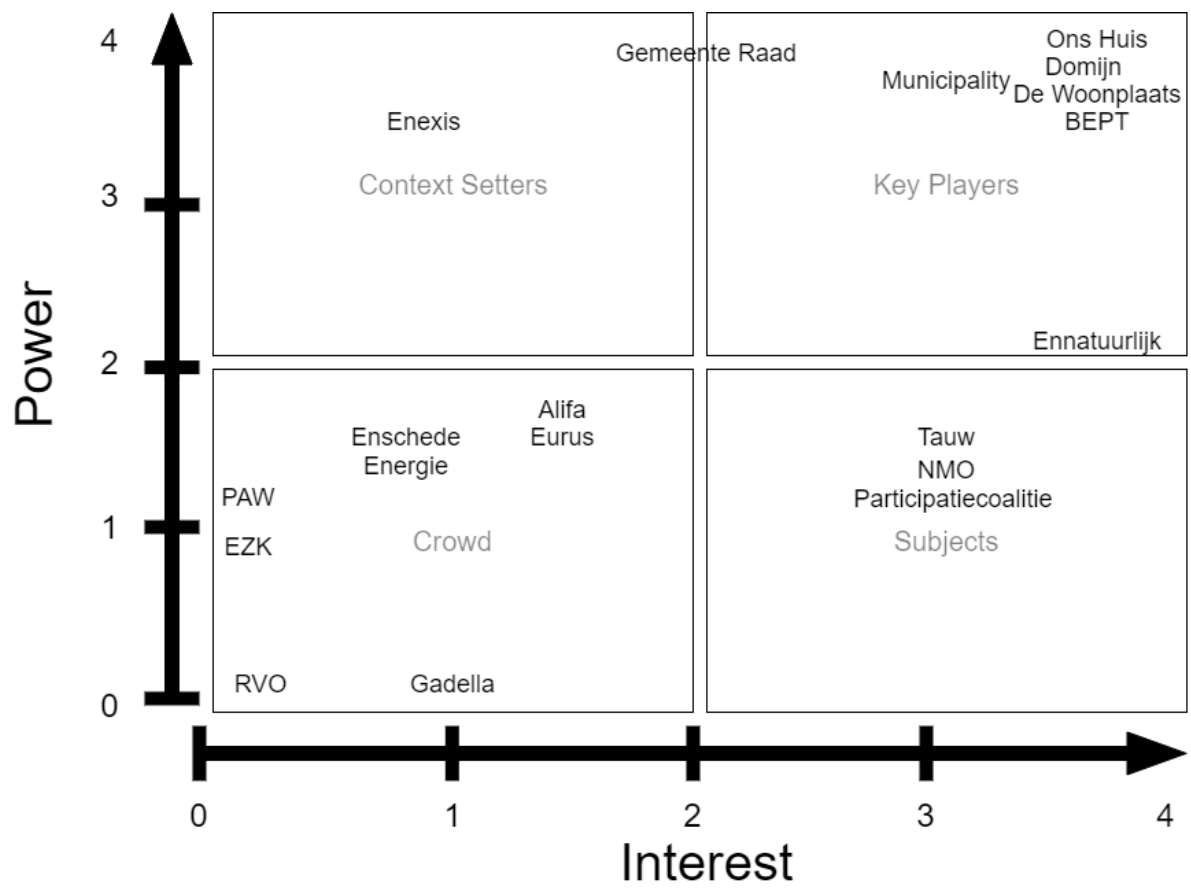 4
Gemeente Raad
Ons Huis
Domijn
Municipality
De Woonplaats
Enexis
BEPT
Context Setters
Key Players
3
Power
Ennatuurlijk
2
Alifa
Enschede
Eurus
Tauw
Energie
NMO
PAW
Participatiecoalitie
1
EZK
Crowd
Subjects
RVO
Gadella
0
0
1
2
3
4
Interest